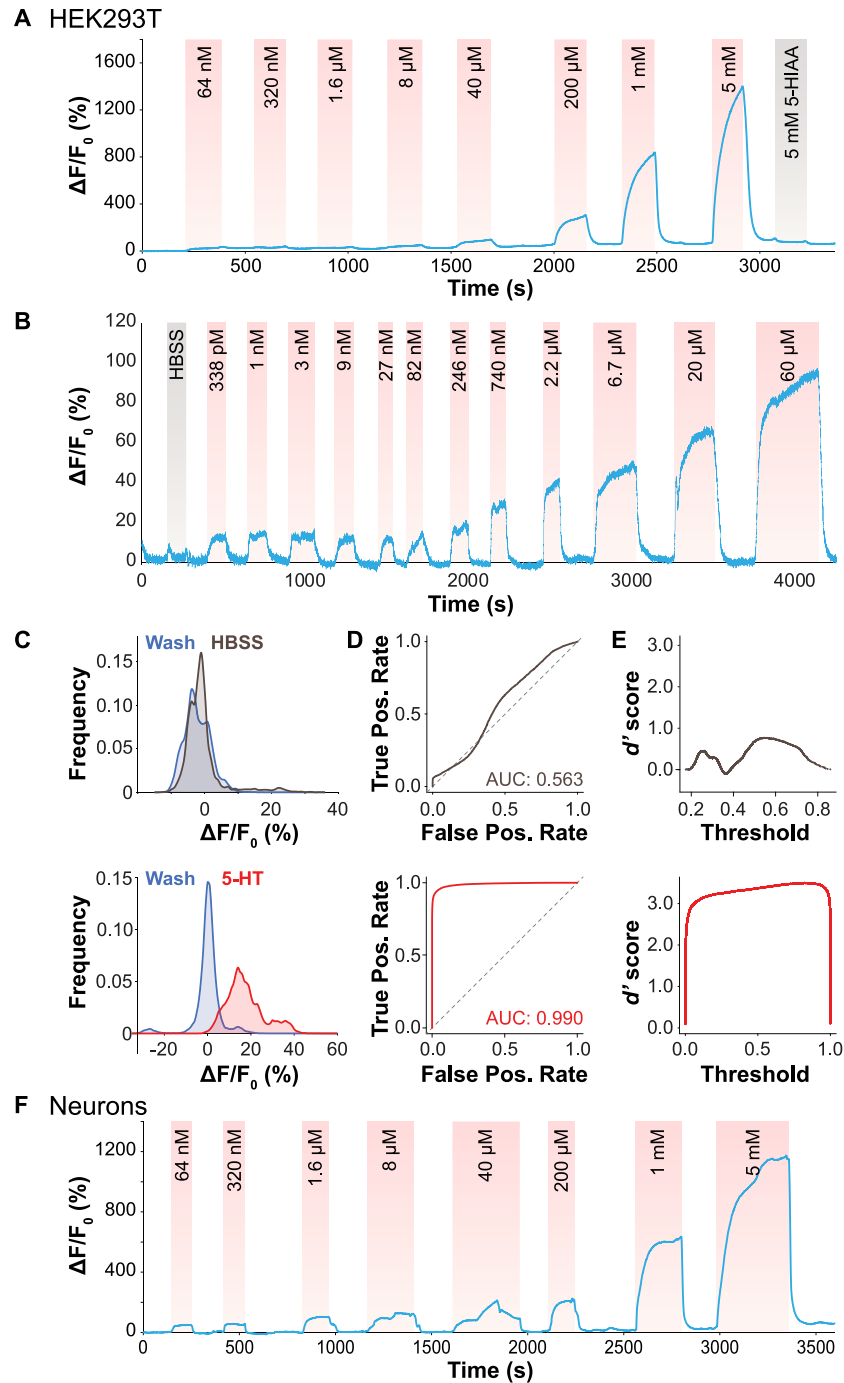 A HEK293T
ΔF/F0 (%)
1600
1200
800
400
0
64 nM
320 nM
1.6 µM
8 µM
40 µM
200 µM
1 mM
5 mM
5 mM 5-HIAA
0 500 1000 1500 2000 2500 3000
Time (s)
B
ΔF/F0 (%)
120
100
80
60
40
20
0
HBSS
338 pM
1 nM
3 nM
9 nM
27 nM
82 nM
246 nM
740 nM
2.2 µM
6.7 µM
20 µM
60 µM
0 1000 2000 3000 4000
Time (s)
C
Wash HBSS
Frequency
0.15
0.10
0.05
0
0 20 40
ΔF/F0 (%)
D
True Pos. Rate
1.0
0.5
0.0
AUC: 0.563
0.0 0.5 1.0
False Pos. Rate
E
d' score
3.0
2.0
1.0
0.0
0.2 0.4 0.6 0.8
Threshold
Wash 5-HT
Frequency
0.15
0.10
0.05
0
-20 0 20 40 60
ΔF/F0 (%)
True Pos. Rate
1.0
0.5
0.0
AUC: 0.990
0.0 0.5 1.0
False Pos. Rate
d' score
3.0
2.0
1.0
0.0
0.0 0.5 1.0
Threshold
F Neurons
ΔF/F0 (%)
1200
800
400
0
64 nM
320 nM
1.6 µM
8 µM
40 µM
200 µM
1 mM
5 mM
0 500 1000 1500 2000 2500 3000 3500
Time (s)